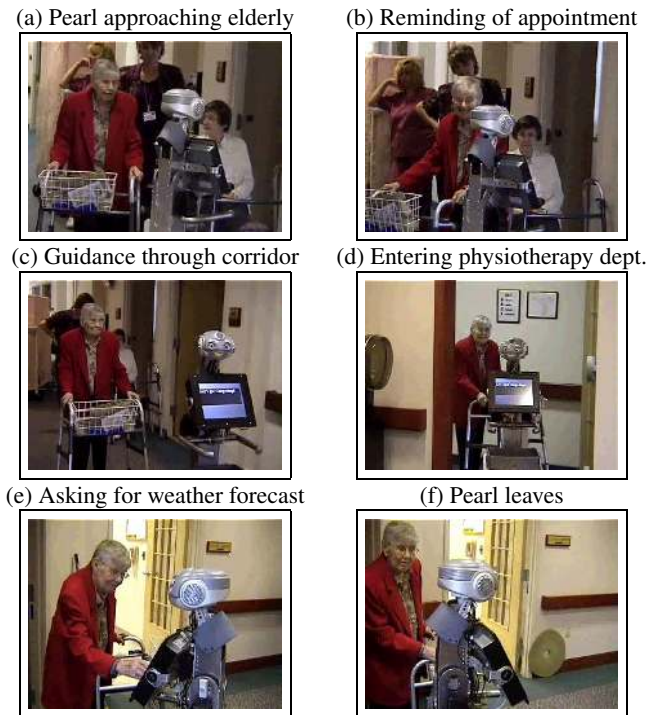 (a) Pearl approaching elderly
(b) Reminding of appointment
(c) Guidance through corridor
(d) Entering physiotherapy dept.
(e) Asking for weather forecast
(f) Pearl leaves